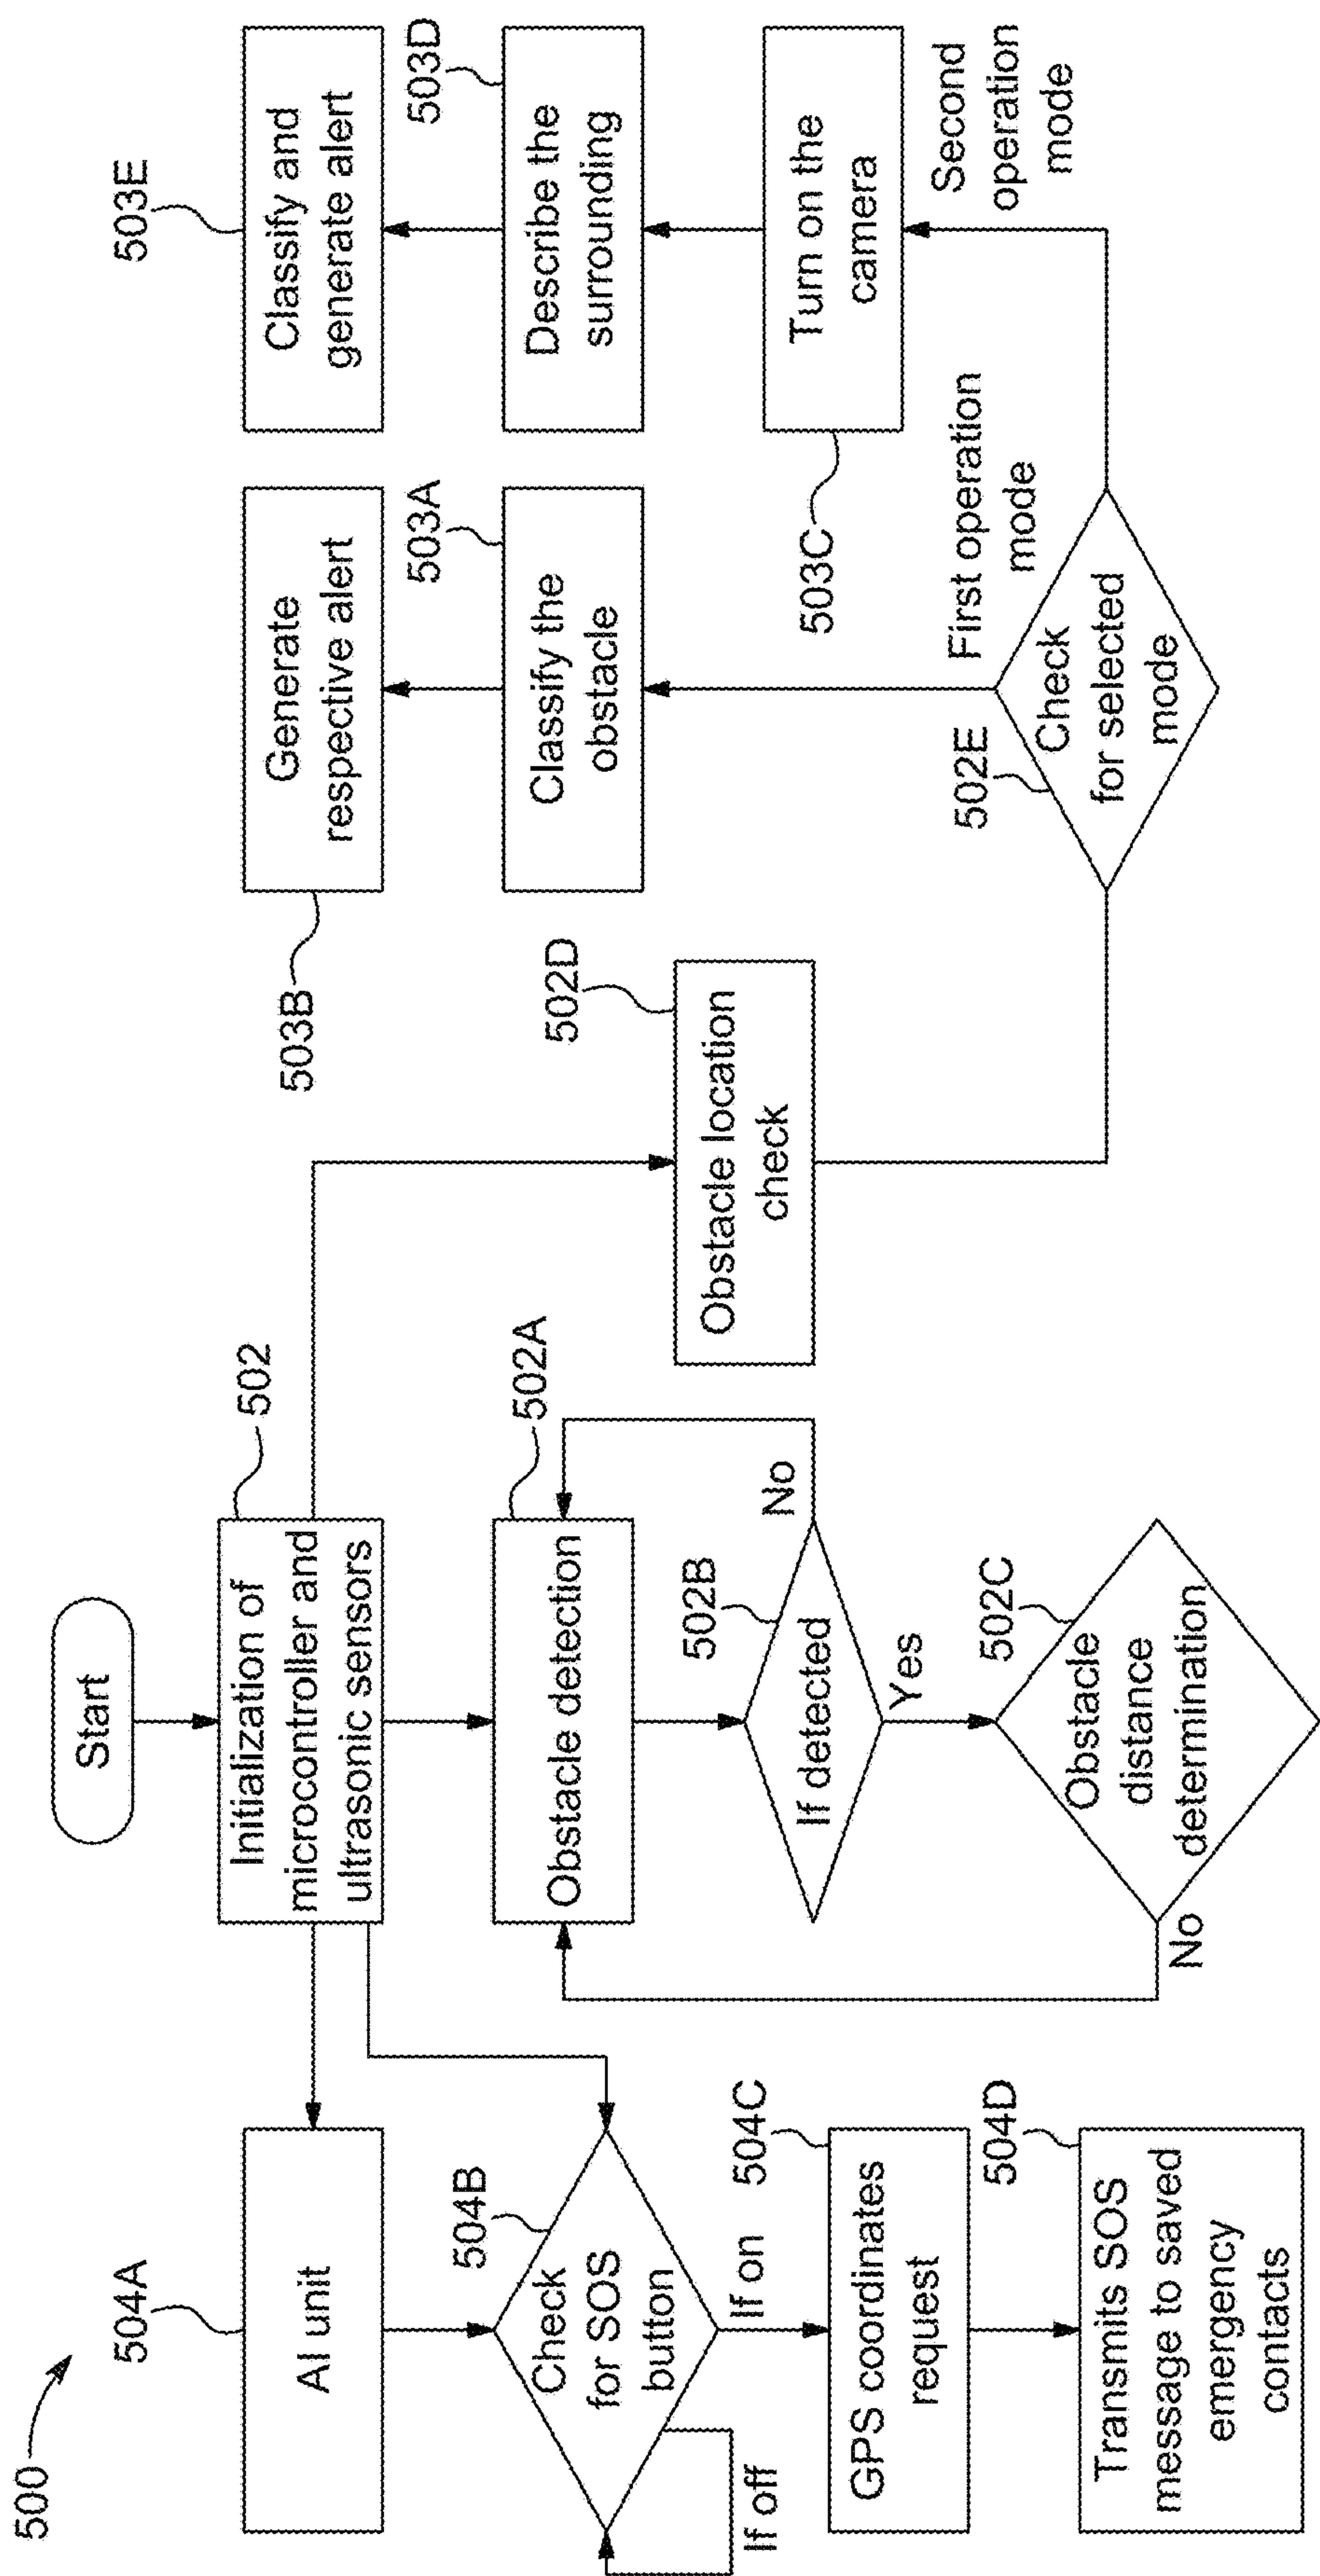 500
Start
Initialization of
microcontroller and
ultrasonic sensors
502
504A
AI unit
504B
Check
for SOS
button
If off
If on
504C
GPS coordinates
request
504D
Transmits SOS
message to saved
emergency
contacts
502A
Obstacle detection
502B
If detected
No
Yes
502C
Obstacle
distance
determination
No
502D
Obstacle location
check
502E
Check
for selected
mode
First operation
mode
503A
Classify the
obstacle
503B
Generate
respective alert
Second
operation
mode
503C
Turn on the
camera
503D
Describe the
surrounding
503E
Classify and
generate alert